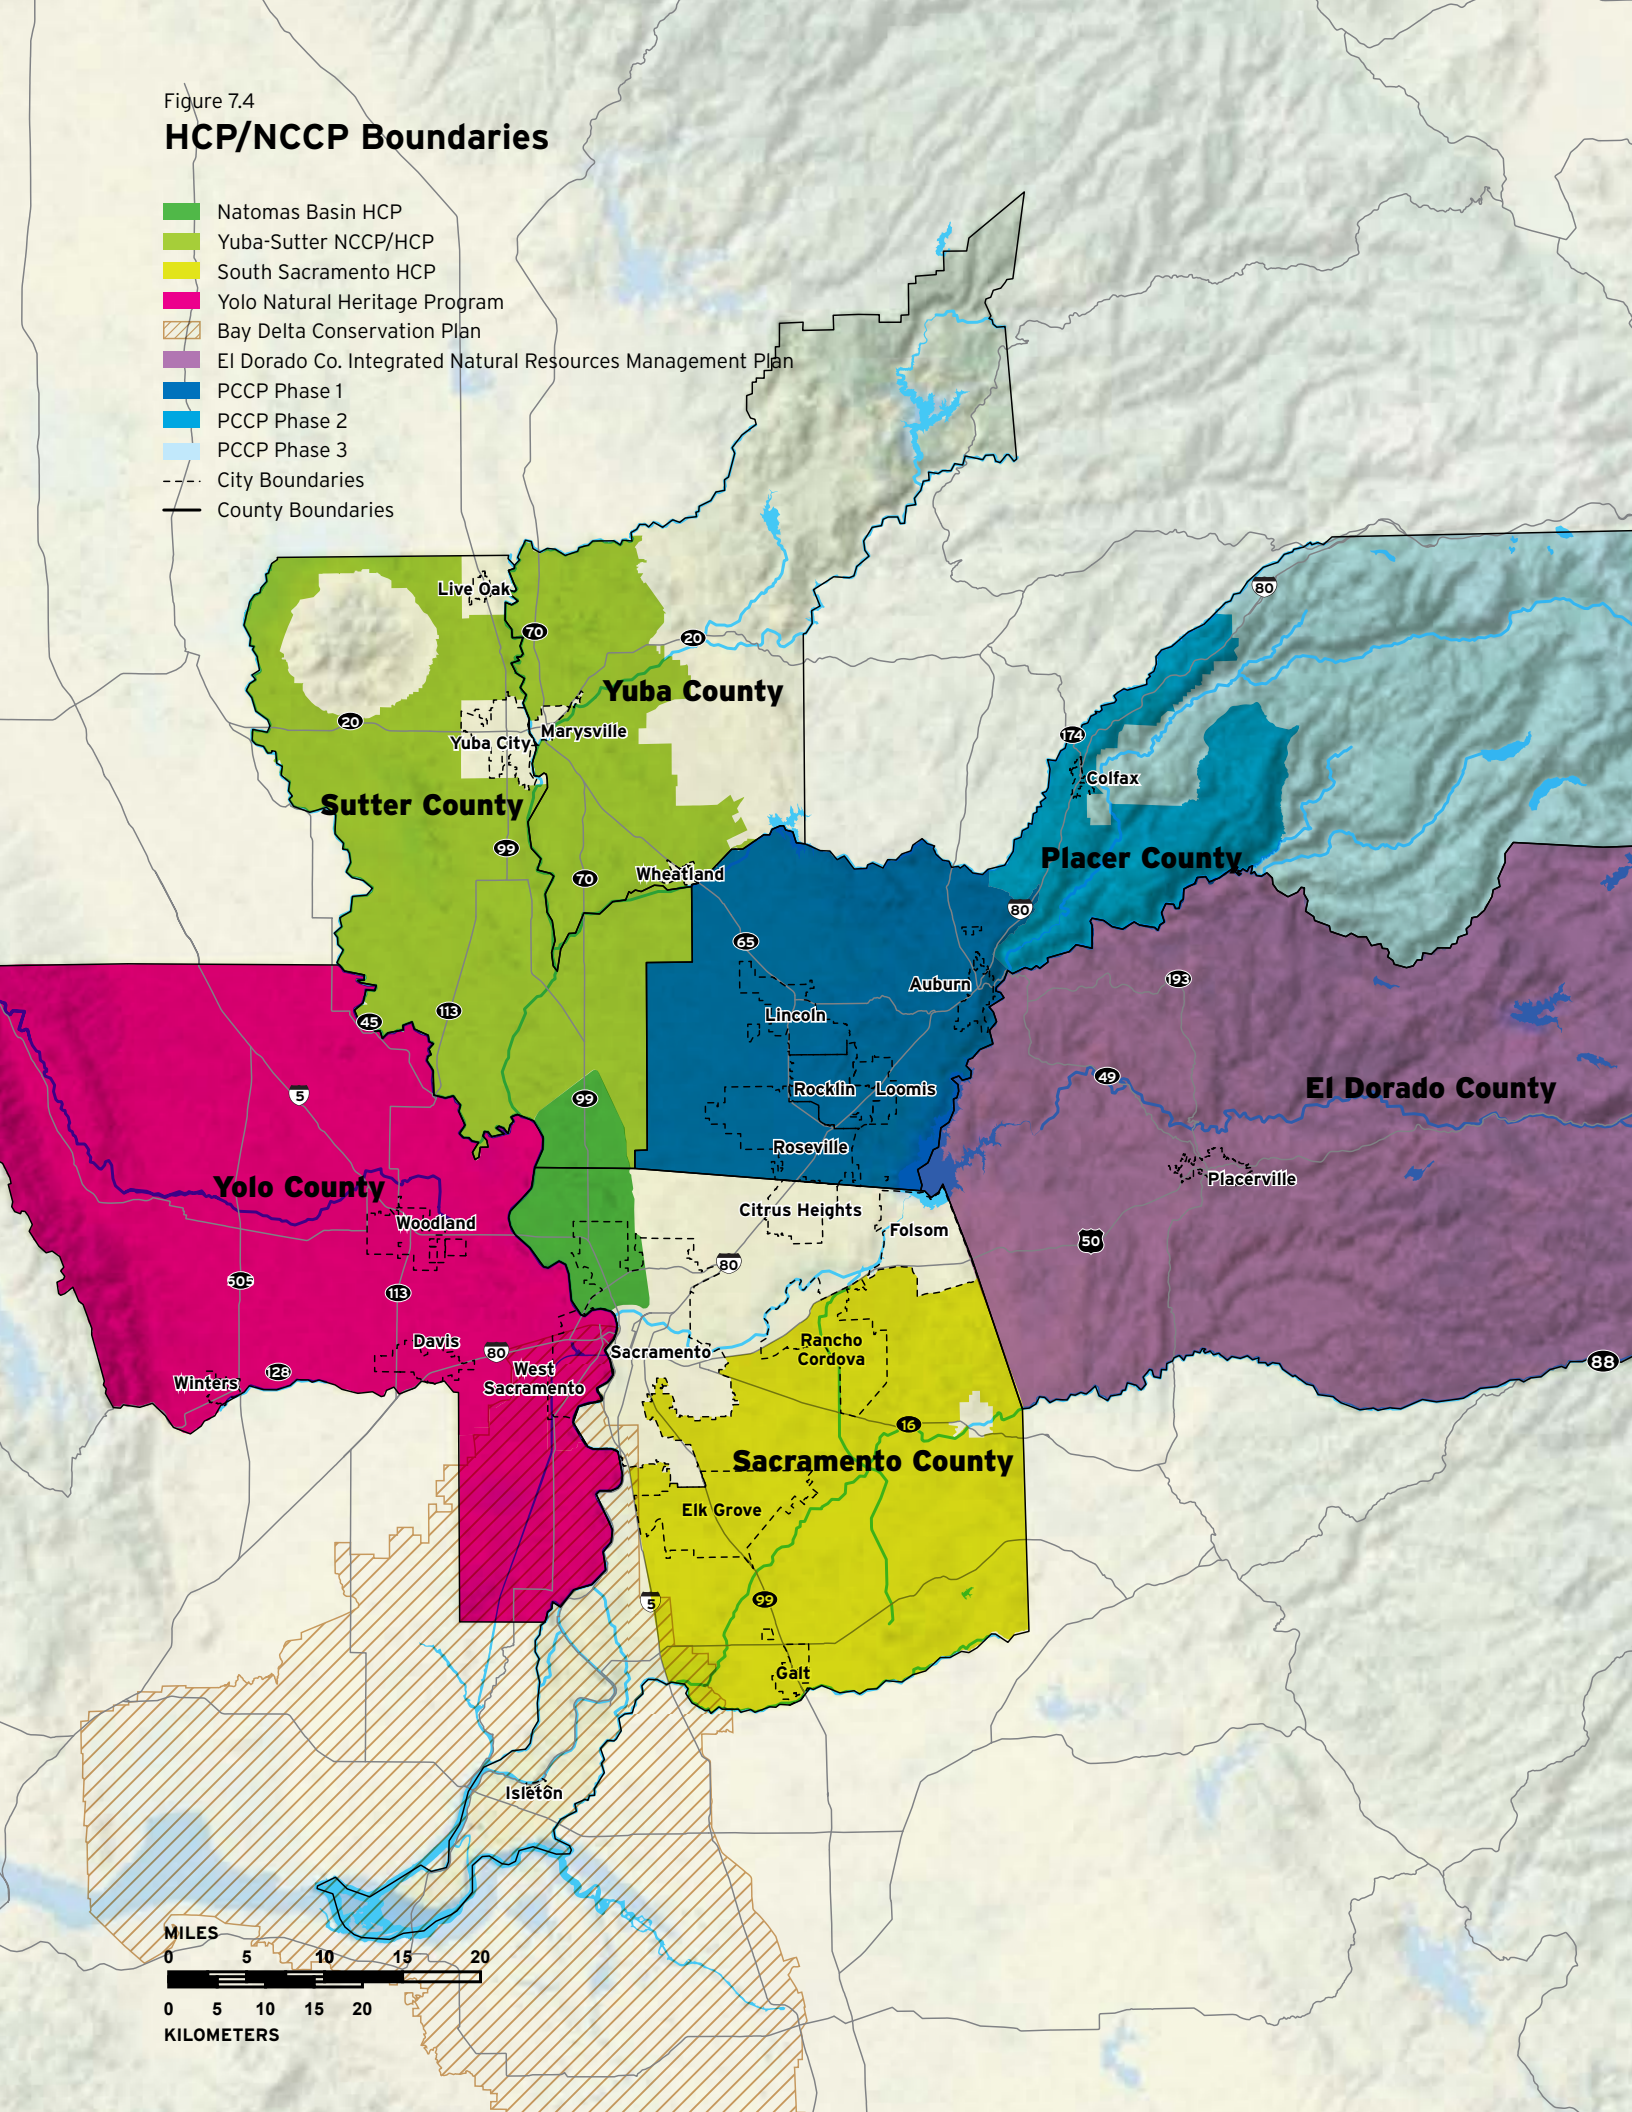 Figure 7.4
HCP/NCCP Boundaries
Natomas Basin HCP
Yuba-Sutter NCCP/HCP
South Sacramento HCP
Yolo Natural Heritage Program
Bay Delta Conservation Plan
El Dorado Co. Integrated Natural Resources Management Plan
PCCP Phase 1
PCCP Phase 2
PCCP Phase 3
City Boundaries
County Boundaries
Live Oak
80
70
20
Yuba County
20
Marysville
174
Yuba City
Colfax
Sutter County
99
Placer County
Wheatland
70
80
65
193
Auburn
113
Lincoln
45
49
Rocklin
Loomis
El Dorado County
5
99
Roseville
Placerville
Yolo County
Citrus Heights
Woodland
Folsom
50
80
505
113
Rancho
Cordova
Davis
80
Sacramento
88
West
Sacramento
128
Winters
16
Sacramento County
Elk Grove
5
99
Galt
Isleton
MILES
0 5 10 15 20
0 5 10 15 20
KILOMETERS